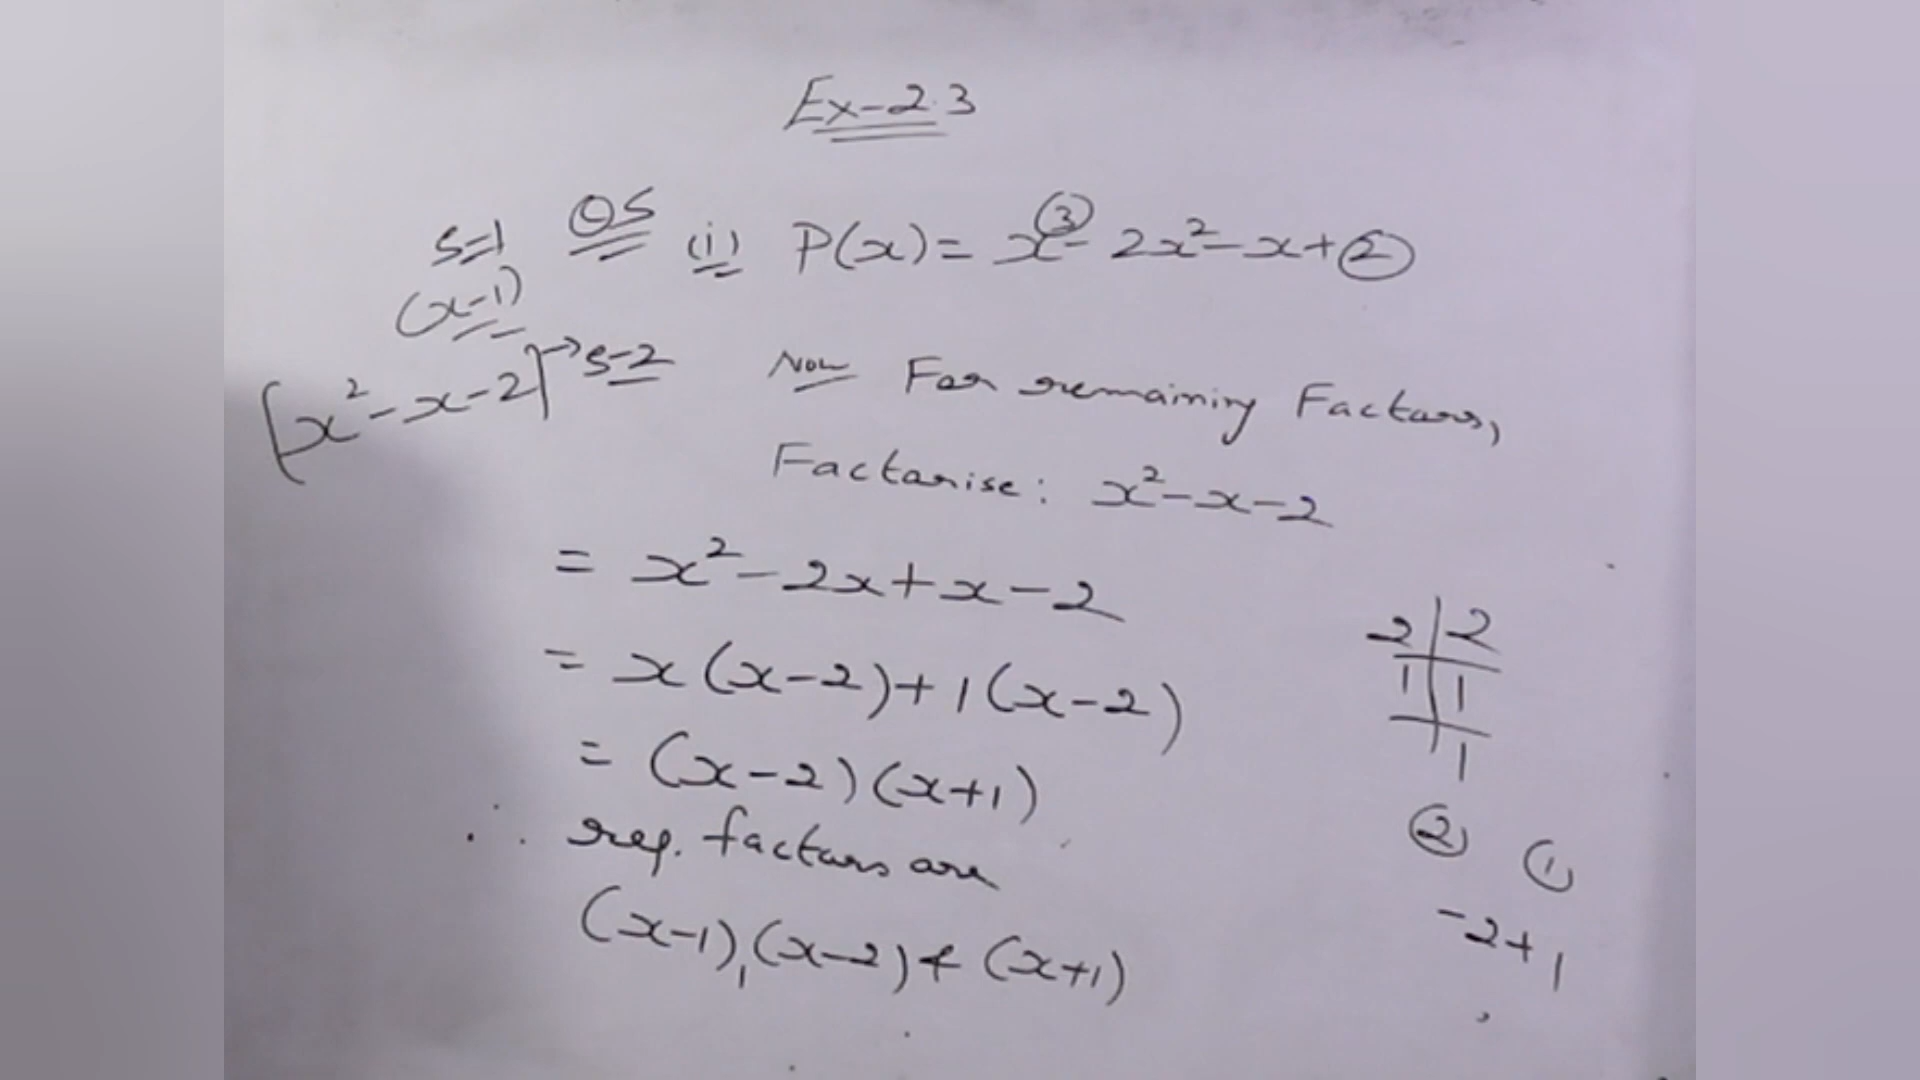 Ex-2.3
S=1 Q5 (i) P(x) = x³ - 2x² - x + 2
(x-1)
[x² - x - 2] → S-2
Now For remaining Factors,
Factorise: x² - x - 2
= x² - 2x + x - 2
= x(x-2) + 1(x-2)
= (x-2)(x+1)
∴ req. factors are
(x-1), (x-2) & (x+1)
2 | 2
1 | 1
1
2 1
-2+1